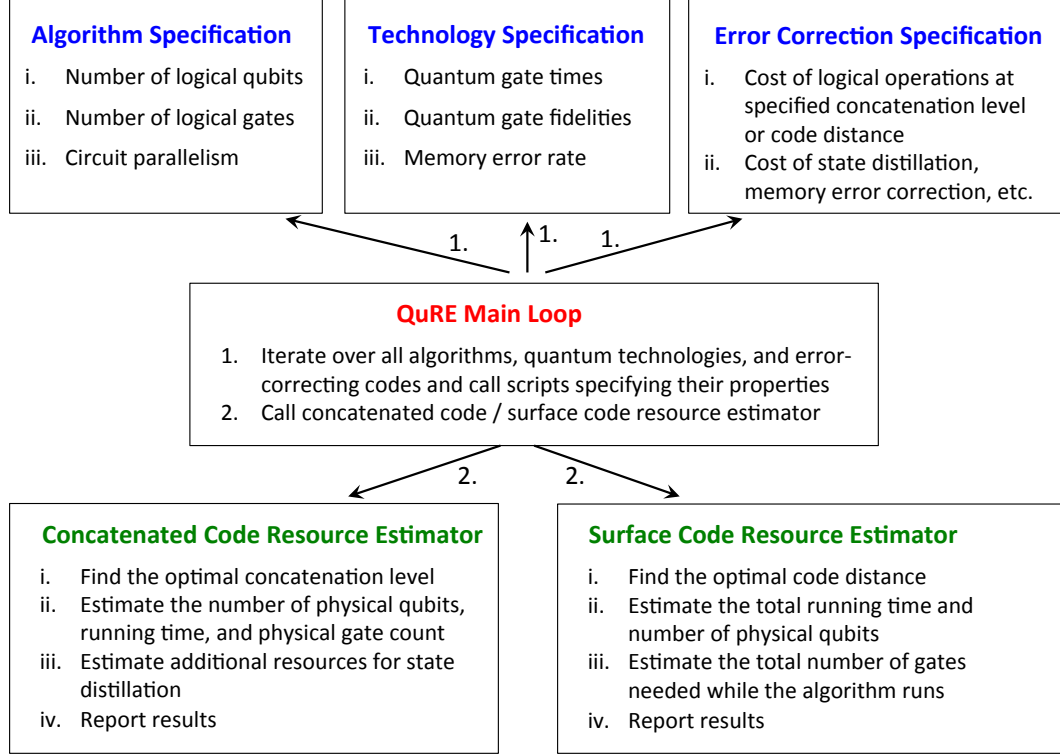 Algorithm Specification
i. Number of logical qubits
ii. Number of logical gates
iii. Circuit parallelism
Technology Specification
i. Quantum gate times
ii. Quantum gate fidelities
iii. Memory error rate
Error Correction Specification
i. Cost of logical operations at
specified concatenation level
or code distance
ii. Cost of state distillation,
memory error correction, etc.
1.
1.
1.
QuRE Main Loop
1. Iterate over all algorithms, quantum technologies, and error-
correcting codes and call scripts specifying their properties
2. Call concatenated code / surface code resource estimator
2.
2.
Concatenated Code Resource Estimator
i. Find the optimal concatenation level
ii. Estimate the number of physical qubits,
running time, and physical gate count
iii. Estimate additional resources for state
distillation
iv. Report results
Surface Code Resource Estimator
i. Find the optimal code distance
ii. Estimate the total running time and
number of physical qubits
iii. Estimate the total number of gates
needed while the algorithm runs
iv. Report results